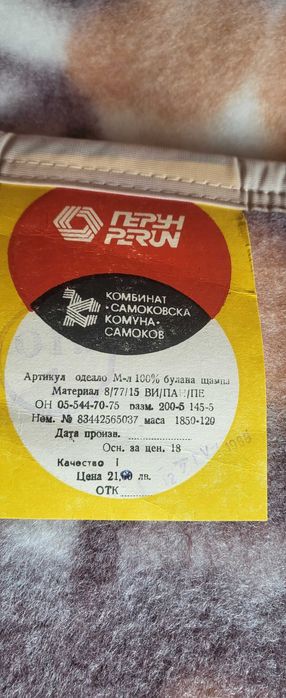 ПЕРУН
PERUN
КОМБИНАТ
·САМОКОВСКА
КОМУНА·
САМОКОВ
Артикул одеало М-л 100% булана щампа
Материал 8/77/15 ВИ/ПАН/ПЕ
ОН 05-544-70-75 разм. 200-5 145-5
Ном. № 83442565037 маса 1850-120
Дата произв.
Осн. за цен. 18
Качество I
Цена 21,60 лв.
ОТК